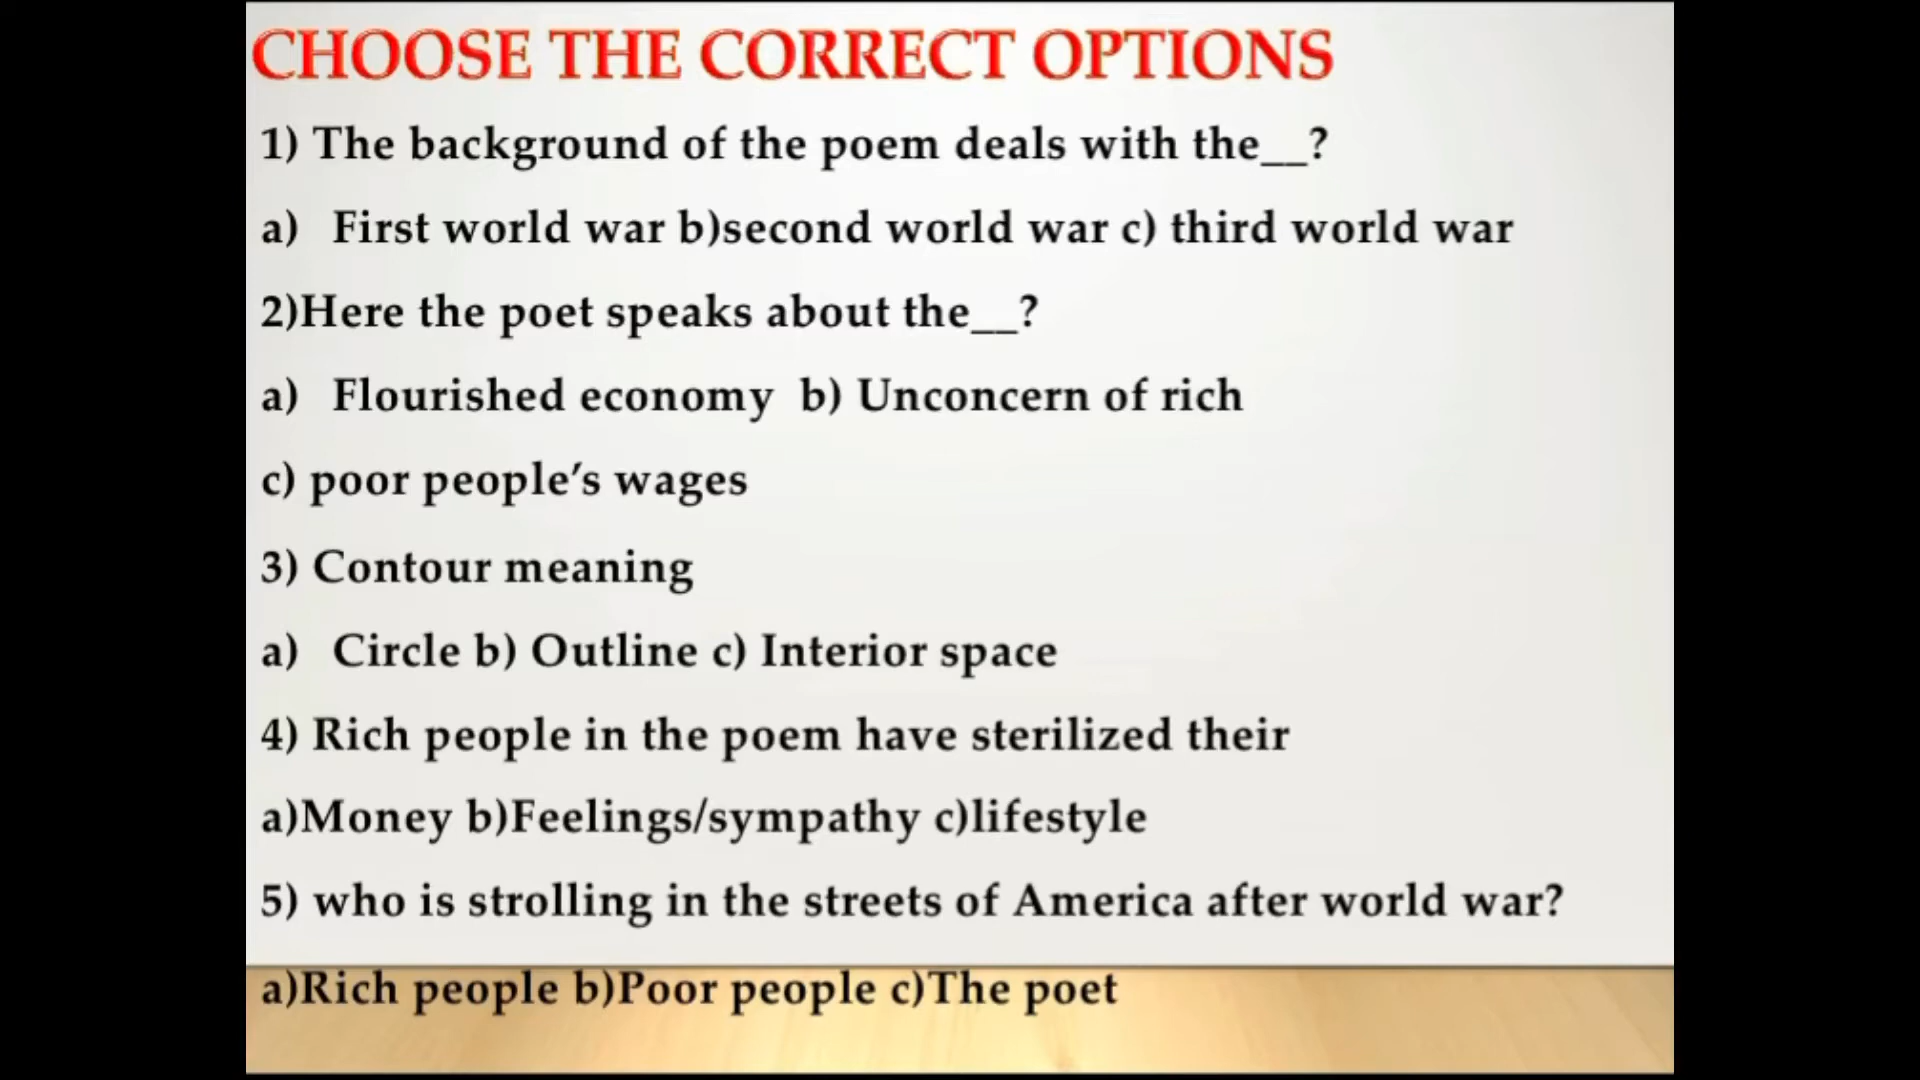 CHOOSE THE CORRECT OPTIONS
1) The background of the poem deals with the__?
a) First world war b)second world war c) third world war
2)Here the poet speaks about the__?
a) Flourished economy b) Unconcern of rich
c) poor people’s wages
3) Contour meaning
a) Circle b) Outline c) Interior space
4) Rich people in the poem have sterilized their
a)Money b)Feelings/sympathy c)lifestyle
5) who is strolling in the streets of America after world war?
a)Rich people b)Poor people c)The poet